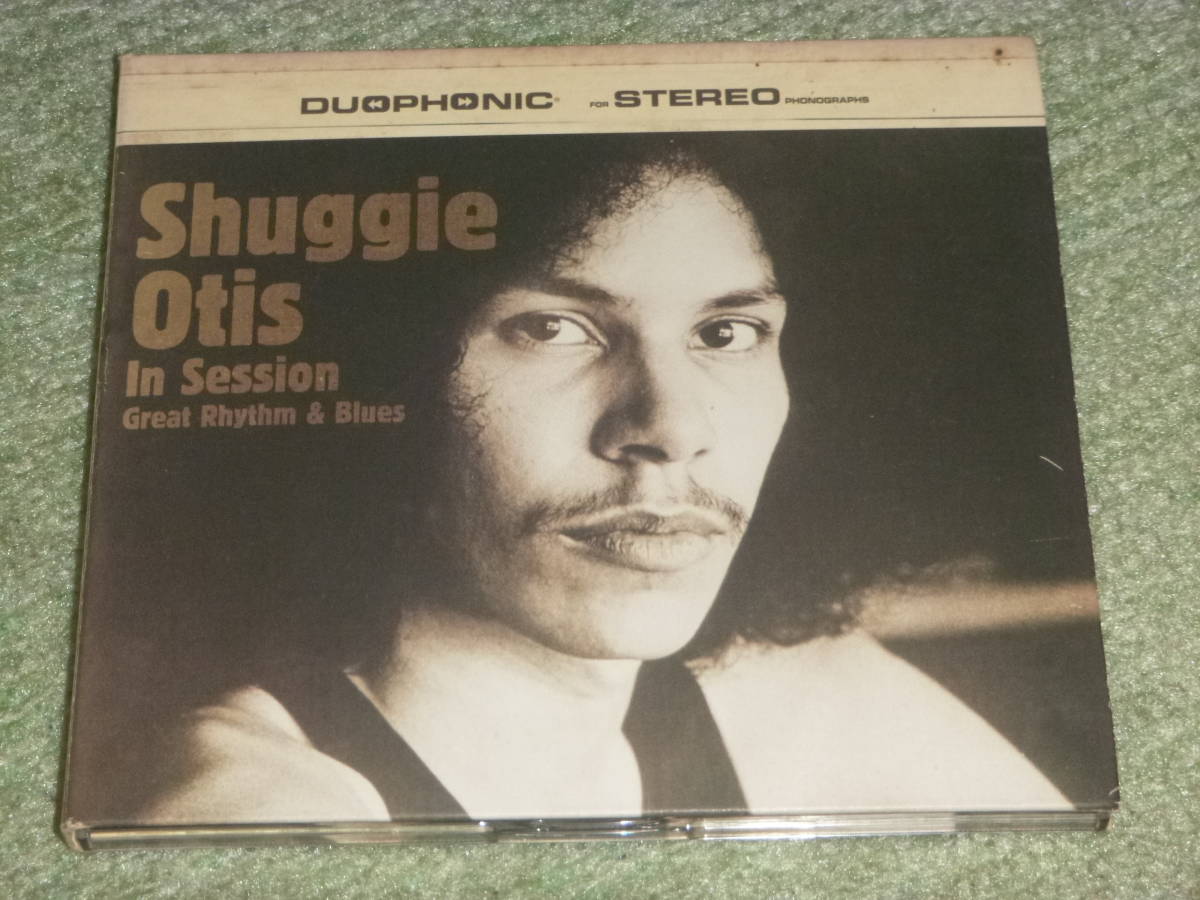 DUOPHONIC® FOR STEREO PHONOGRAPHS
Shuggie
Otis
In Session
Great Rhythm & Blues